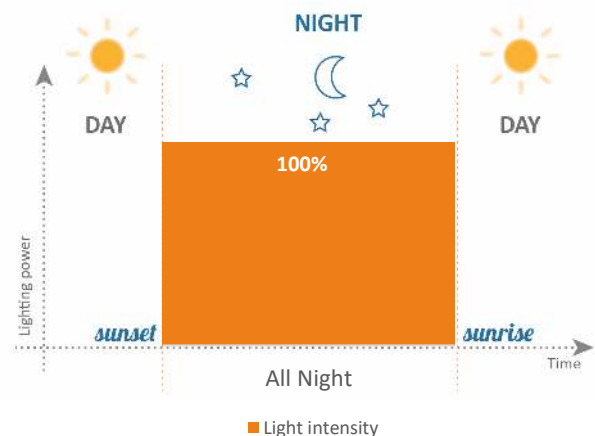 NIGHT
DAY
DAY
100%
Lighting power
sunset
sunrise
Time
All Night
Light intensity